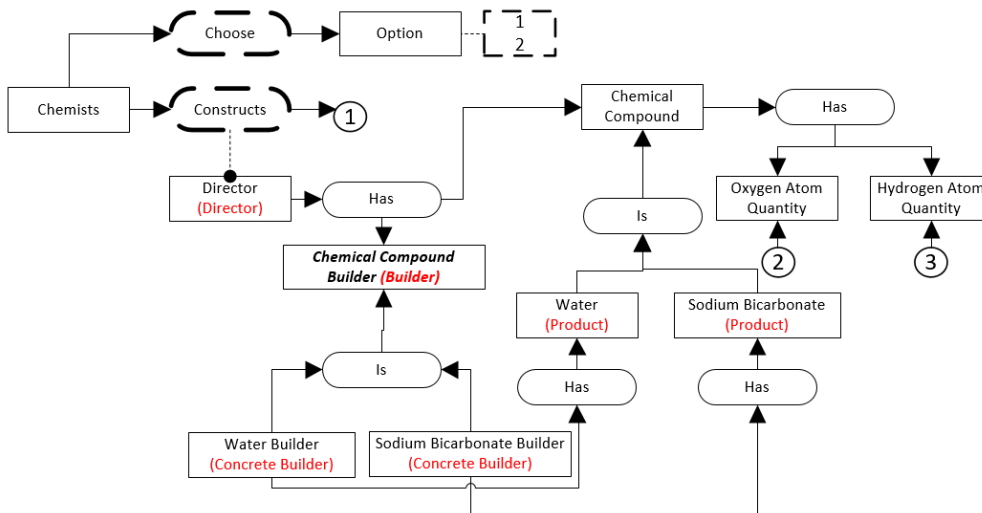 Choose
Option
1
2
Chemists
Constructs
1
Chemical
Compound
Has
Director
(Director)
Has
Oxygen Atom
Quantity
Hydrogen Atom
Quantity
Is
Chemical Compound
Builder (Builder)
2
3
Water
(Product)
Sodium Bicarbonate
(Product)
Is
Has
Has
Water Builder
(Concrete Builder)
Sodium Bicarbonate Builder
(Concrete Builder)